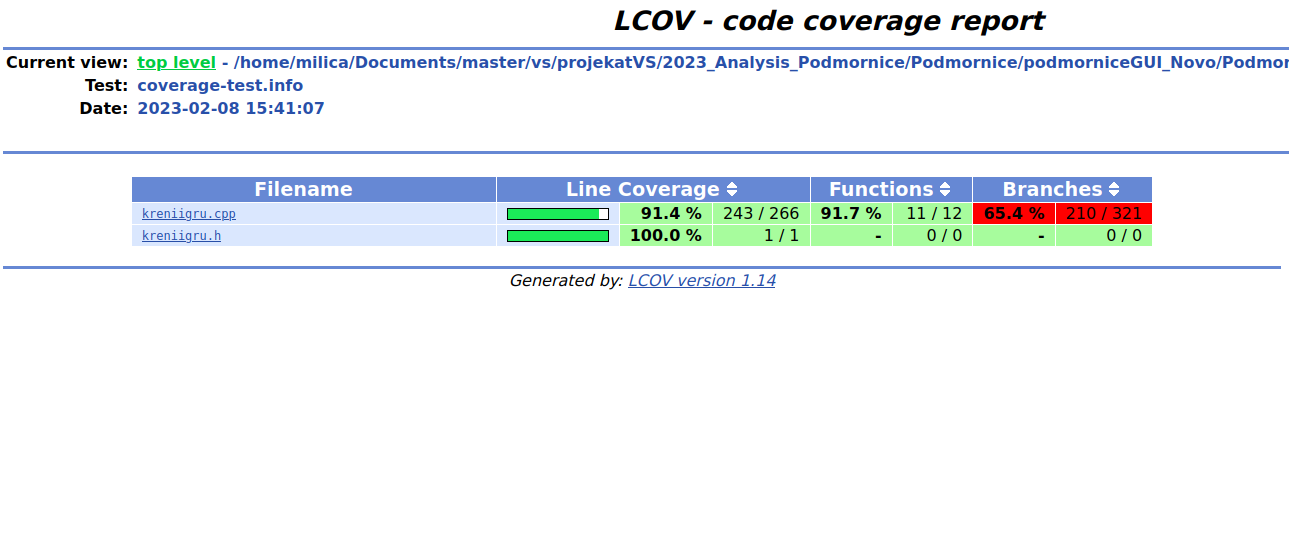 LCOV - code coverage report
Current view: top level - /home/milica/Documents/master/vs/projekatVS/2023_Analysis_Podmornice/Podmornice/podmorniceGUI_Novo/Podmor
Test: coverage-test.info
Date: 2023-02-08 15:41:07
Filename Line Coverage Functions Branches
kreniigru.cpp 91.4 % 243 / 266 91.7 % 11 / 12 65.4 % 210 / 321
kreniigru.h 100.0 % 1 / 1 - 0 / 0 - 0 / 0
Generated by: LCOV version 1.14